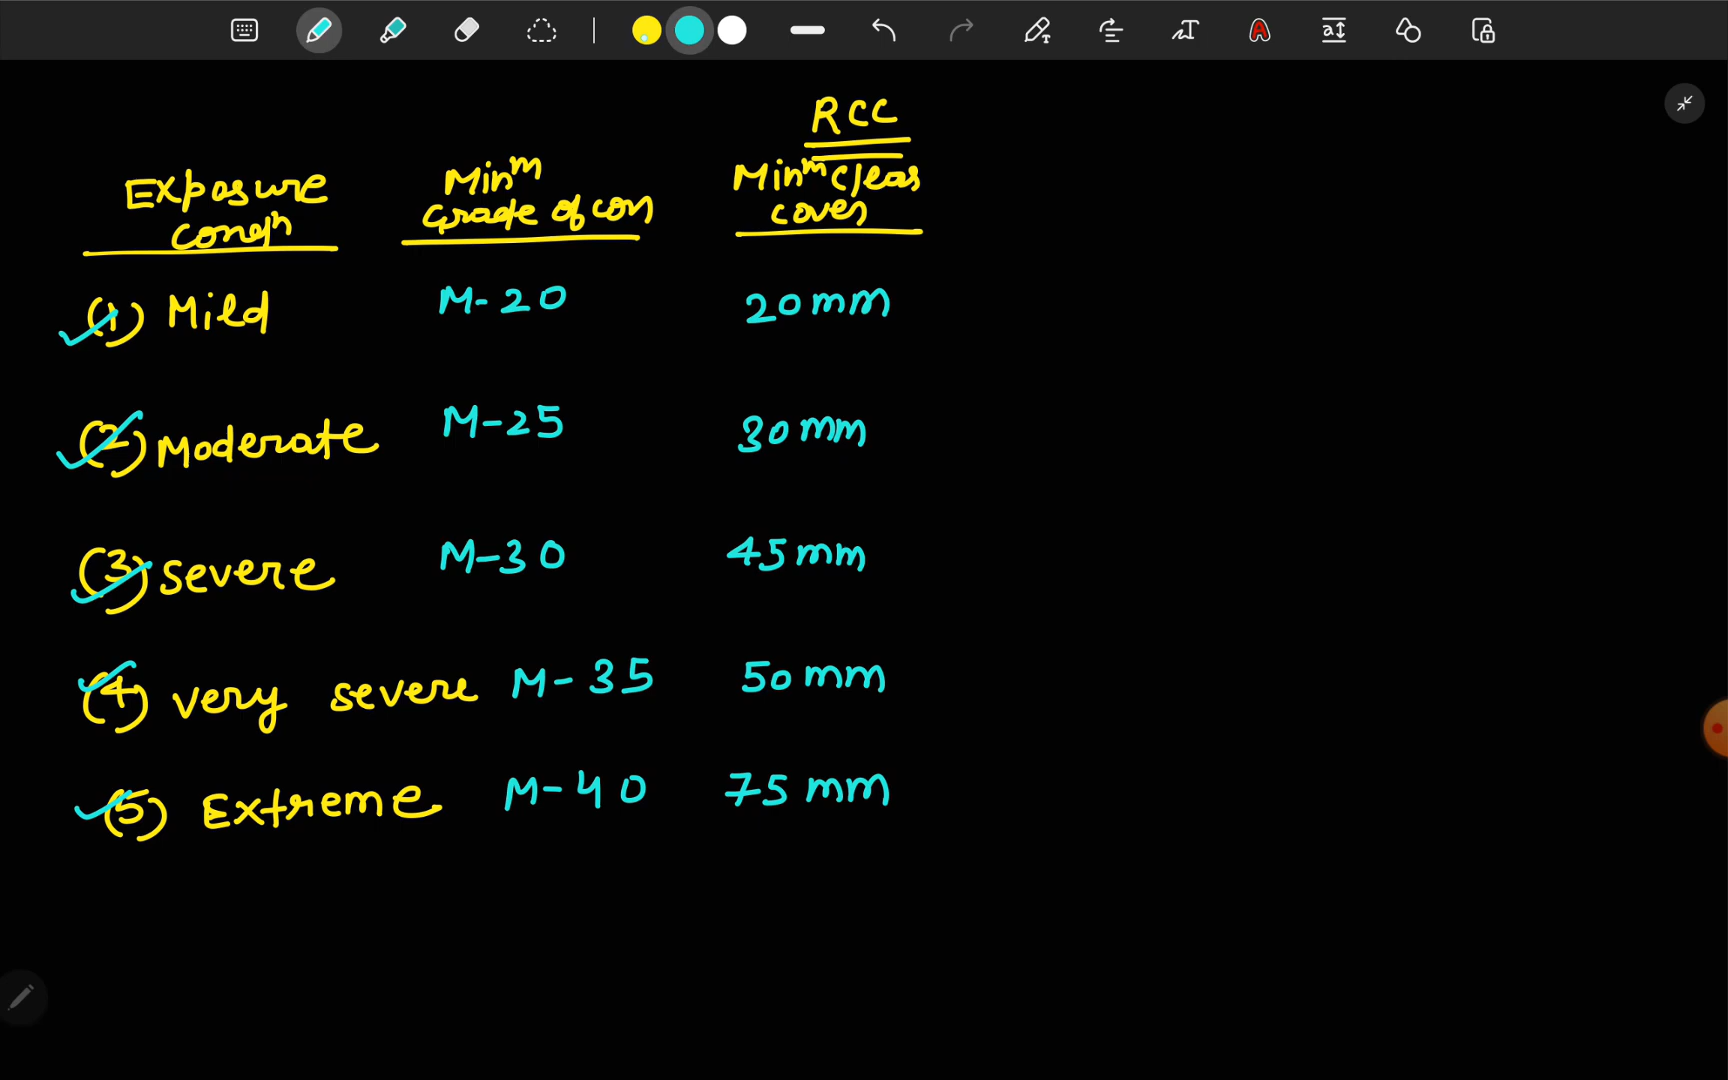 RCC
Exposure condⁿ
Minᵐ Grade of con
Minᵐ clear cover
(1) Mild M-20 20mm
(2) Moderate M-25 30mm
(3) severe M-30 45mm
(4) very severe M-35 50mm
(5) Extreme M-40 75mm